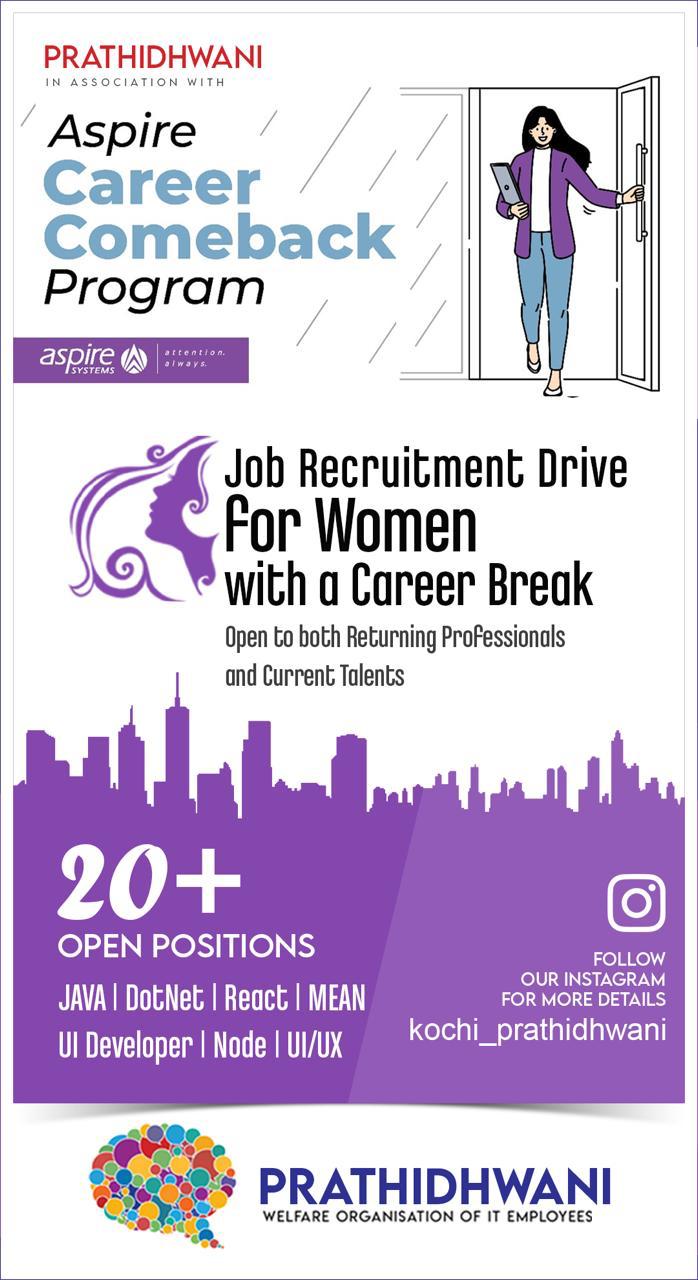 PRATHIDHWANI
IN ASSOCIATION WITH
Aspire
Career
Comeback
Program
aspire
SYSTEMS
attention.
always.
Job Recruitment Drive
for Women
with a Career Break
Open to both Returning Professionals
and Current Talents
20+
OPEN POSITIONS
JAVA | DotNet | React | MEAN
UI Developer | Node | UI/UX
FOLLOW
OUR INSTAGRAM
FOR MORE DETAILS
kochi_prathidhwani
PRATHIDHWANI
WELFARE ORGANISATION OF IT EMPLOYEES